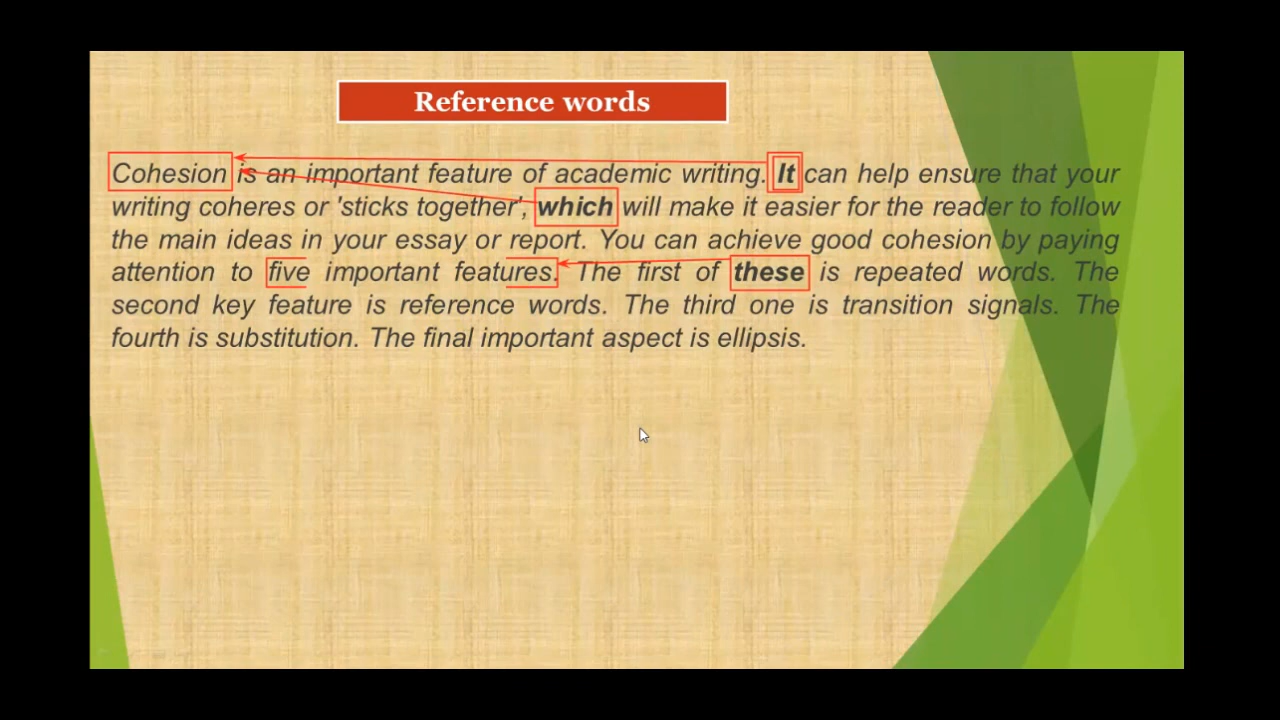 Reference words
Cohesion is an important feature of academic writing. It can help ensure that your
writing coheres or 'sticks together', which will make it easier for the reader to follow
the main ideas in your essay or report. You can achieve good cohesion by paying
attention to five important features. The first of these is repeated words. The
second key feature is reference words. The third one is transition signals. The
fourth is substitution. The final important aspect is ellipsis.